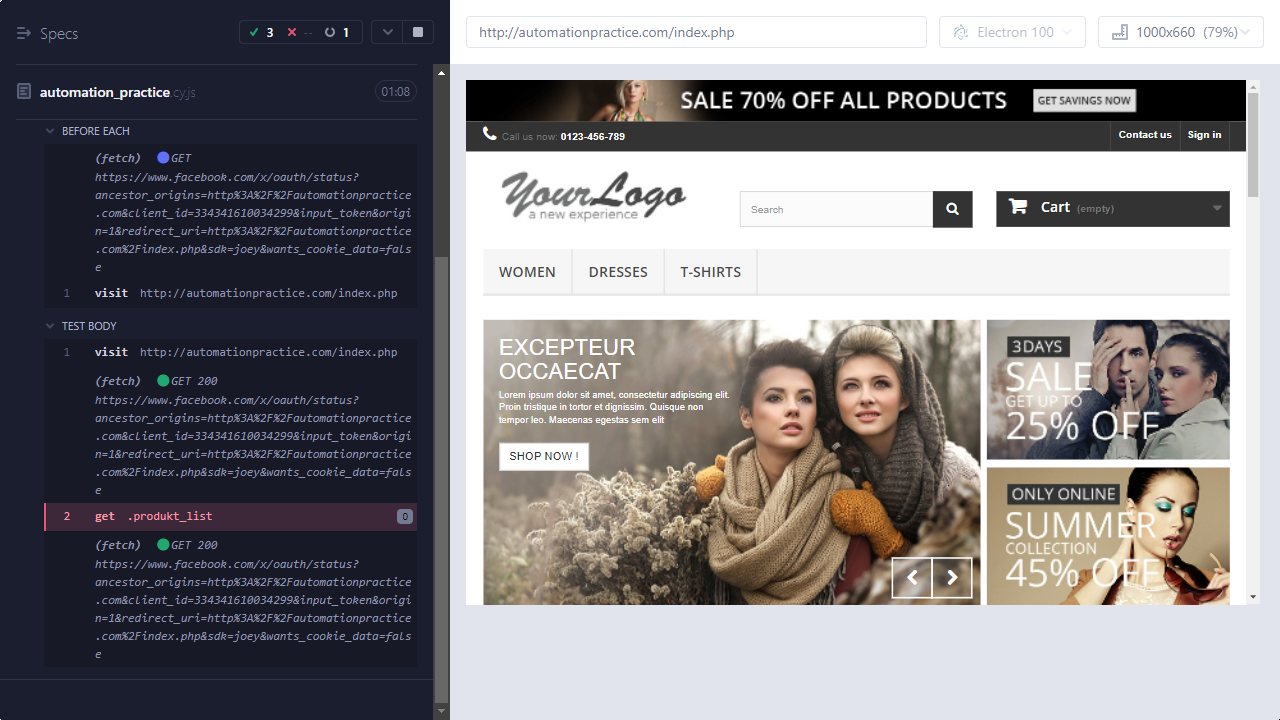 Specs
3
--
1
automation_practice.cy.js
01:08
BEFORE EACH
(fetch) GET
https://www.facebook.com/x/oauth/status?
ancestor_origins=http%3A%2F%2Fautomationpractice
.com&client_id=334341610034299&input_token&origi
n=1&redirect_uri=http%3A%2F%2Fautomationpractice
.com%2Findex.php&sdk=joey&wants_cookie_data=fals
e
1 visit http://automationpractice.com/index.php
TEST BODY
1 visit http://automationpractice.com/index.php
(fetch) GET 200
https://www.facebook.com/x/oauth/status?
ancestor_origins=http%3A%2F%2Fautomationpractice
.com&client_id=334341610034299&input_token&origi
n=1&redirect_uri=http%3A%2F%2Fautomationpractice
.com%2Findex.php&sdk=joey&wants_cookie_data=fals
e
2 get .produkt_list 0
(fetch) GET 200
https://www.facebook.com/x/oauth/status?
ancestor_origins=http%3A%2F%2Fautomationpractice
.com&client_id=334341610034299&input_token&origi
n=1&redirect_uri=http%3A%2F%2Fautomationpractice
.com%2Findex.php&sdk=joey&wants_cookie_data=fals
e
http://automationpractice.com/index.php
Electron 100
1000x660 (79%)
SALE 70% OFF ALL PRODUCTS
GET SAVINGS NOW
Call us now: 0123-456-789
Contact us
Sign in
YourLogo
a new experience
Search
Cart (empty)
WOMEN
DRESSES
T-SHIRTS
EXCEPTEUR
OCCAECAT
Lorem ipsum dolor sit amet, consectetur adipiscing elit.
Proin tristique in tortor et dignissim. Quisque non
tempor leo. Maecenas egestas sem elit
SHOP NOW !
3 DAYS
SALE
GET UP TO
25% OFF
ONLY ONLINE
SUMMER
COLLECTION
45% OFF